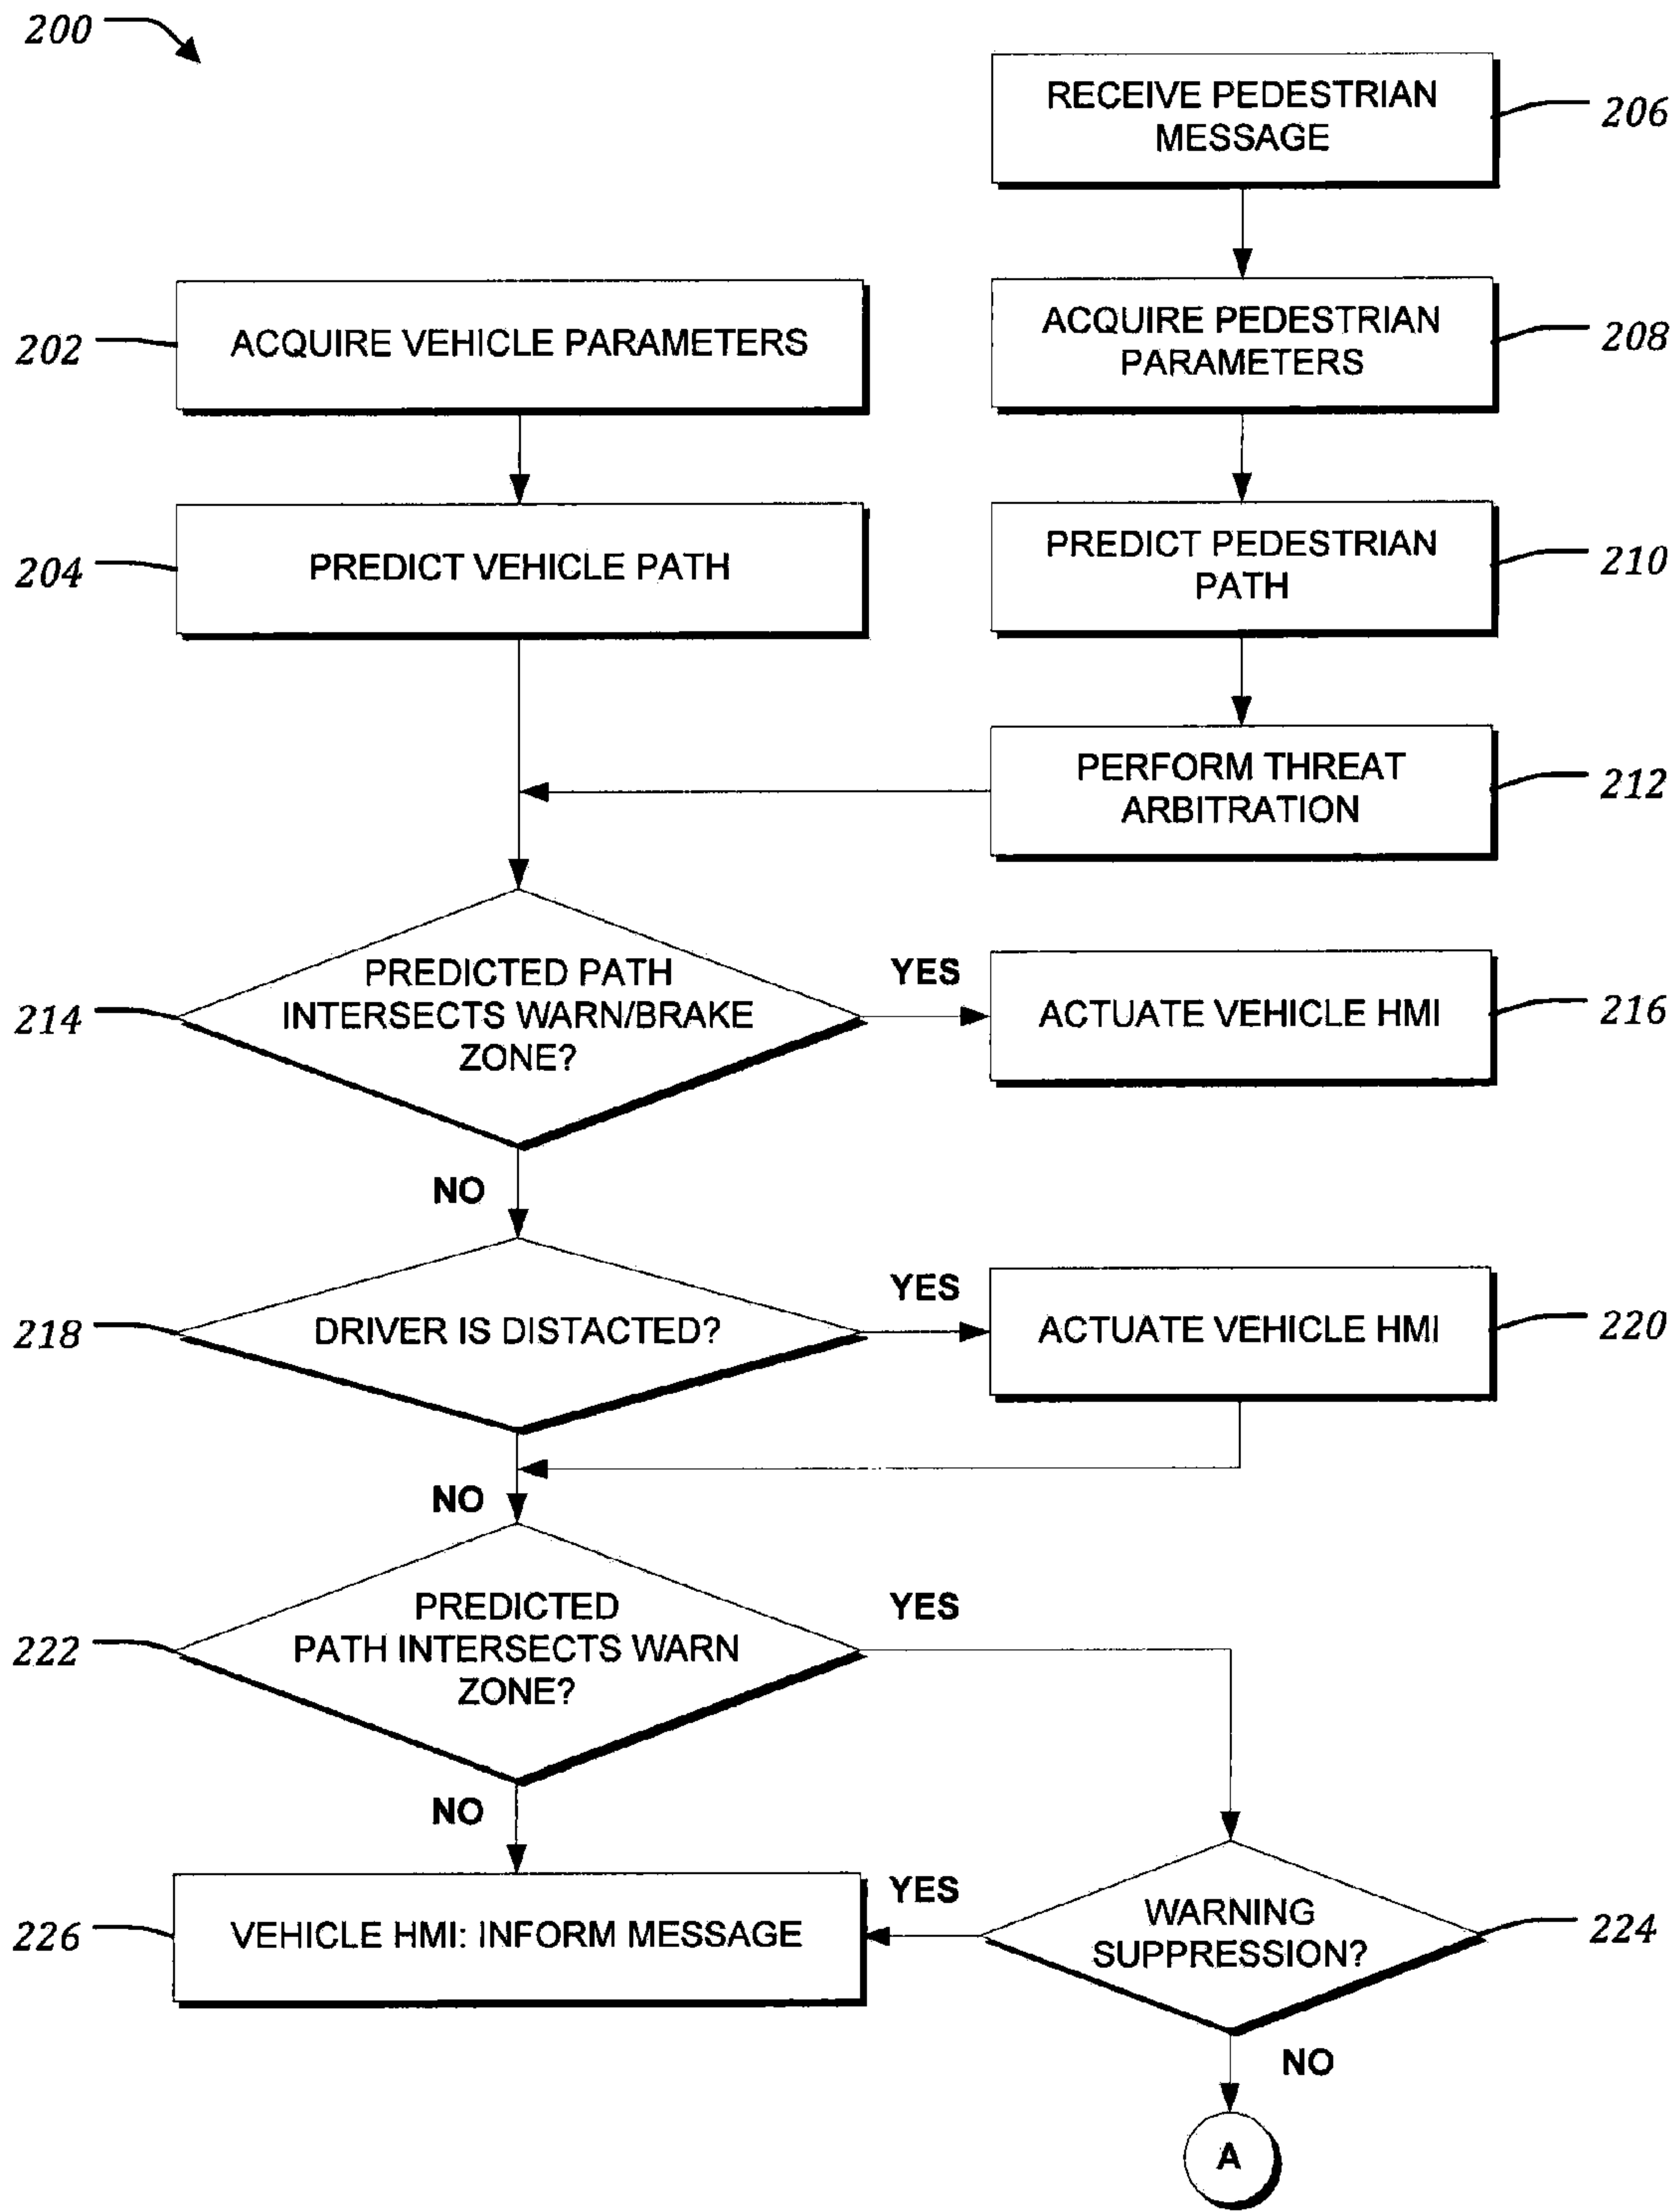 200
RECEIVE PEDESTRIAN
MESSAGE
206
202
ACQUIRE VEHICLE PARAMETERS
ACQUIRE PEDESTRIAN
PARAMETERS
208
204
PREDICT VEHICLE PATH
PREDICT PEDESTRIAN
PATH
210
PERFORM THREAT
ARBITRATION
212
214
PREDICTED PATH
INTERSECTS WARN/BRAKE
ZONE?
YES
ACTUATE VEHICLE HMI
216
NO
218
DRIVER IS DISTACTED?
YES
ACTUATE VEHICLE HMI
220
NO
222
PREDICTED
PATH INTERSECTS WARN
ZONE?
YES
NO
226
VEHICLE HMI: INFORM MESSAGE
YES
WARNING
SUPPRESSION?
224
NO
A